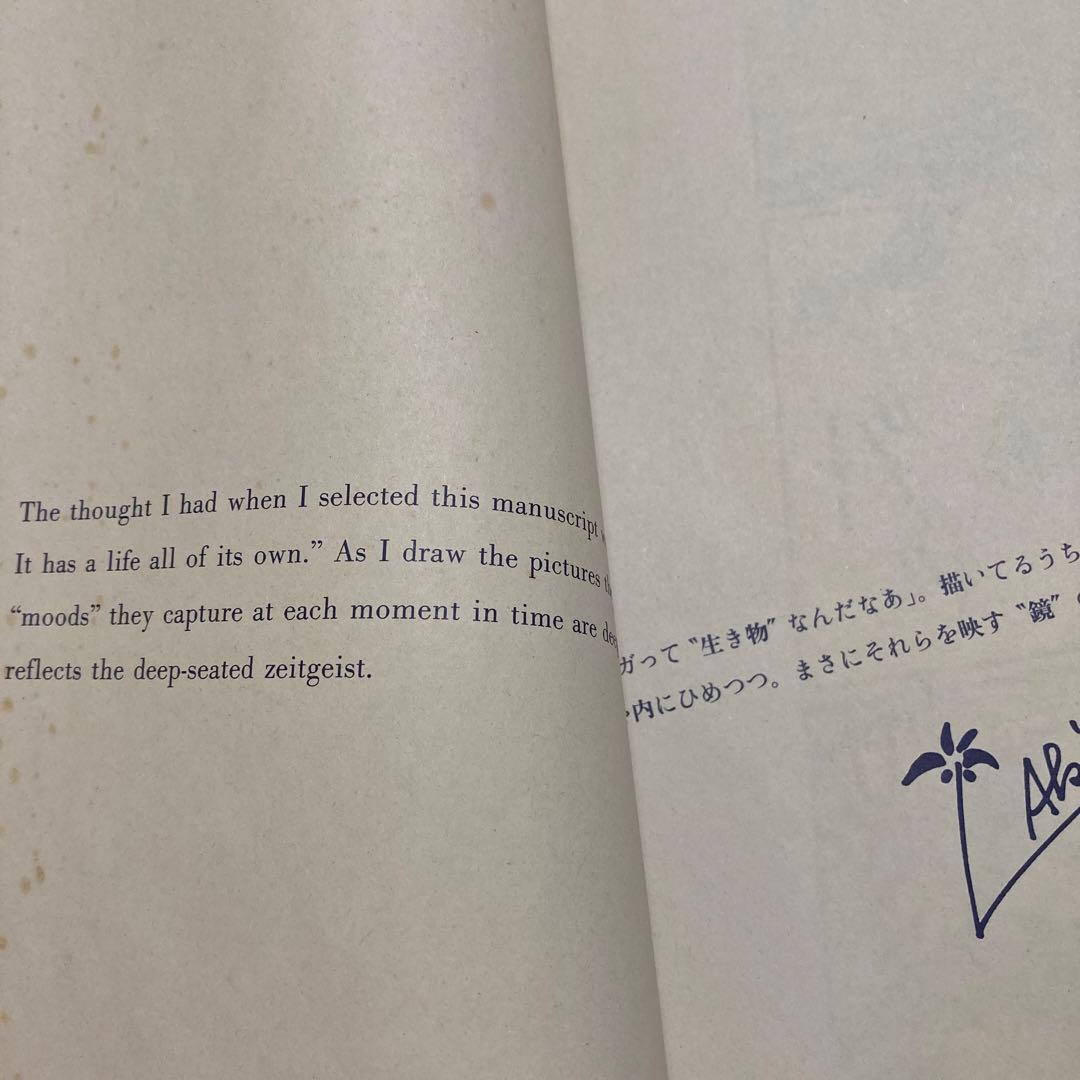 The thought I had when I selected this manuscript
It has a life all of its own.” As I draw the pictures
“moods” they capture at each moment in time are
reflects the deep-seated zeitgeist.
ガって〝生き物〟なんだなあ」。描いてるうち
内にひめつつ。まさにそれらを映す〝鏡〟